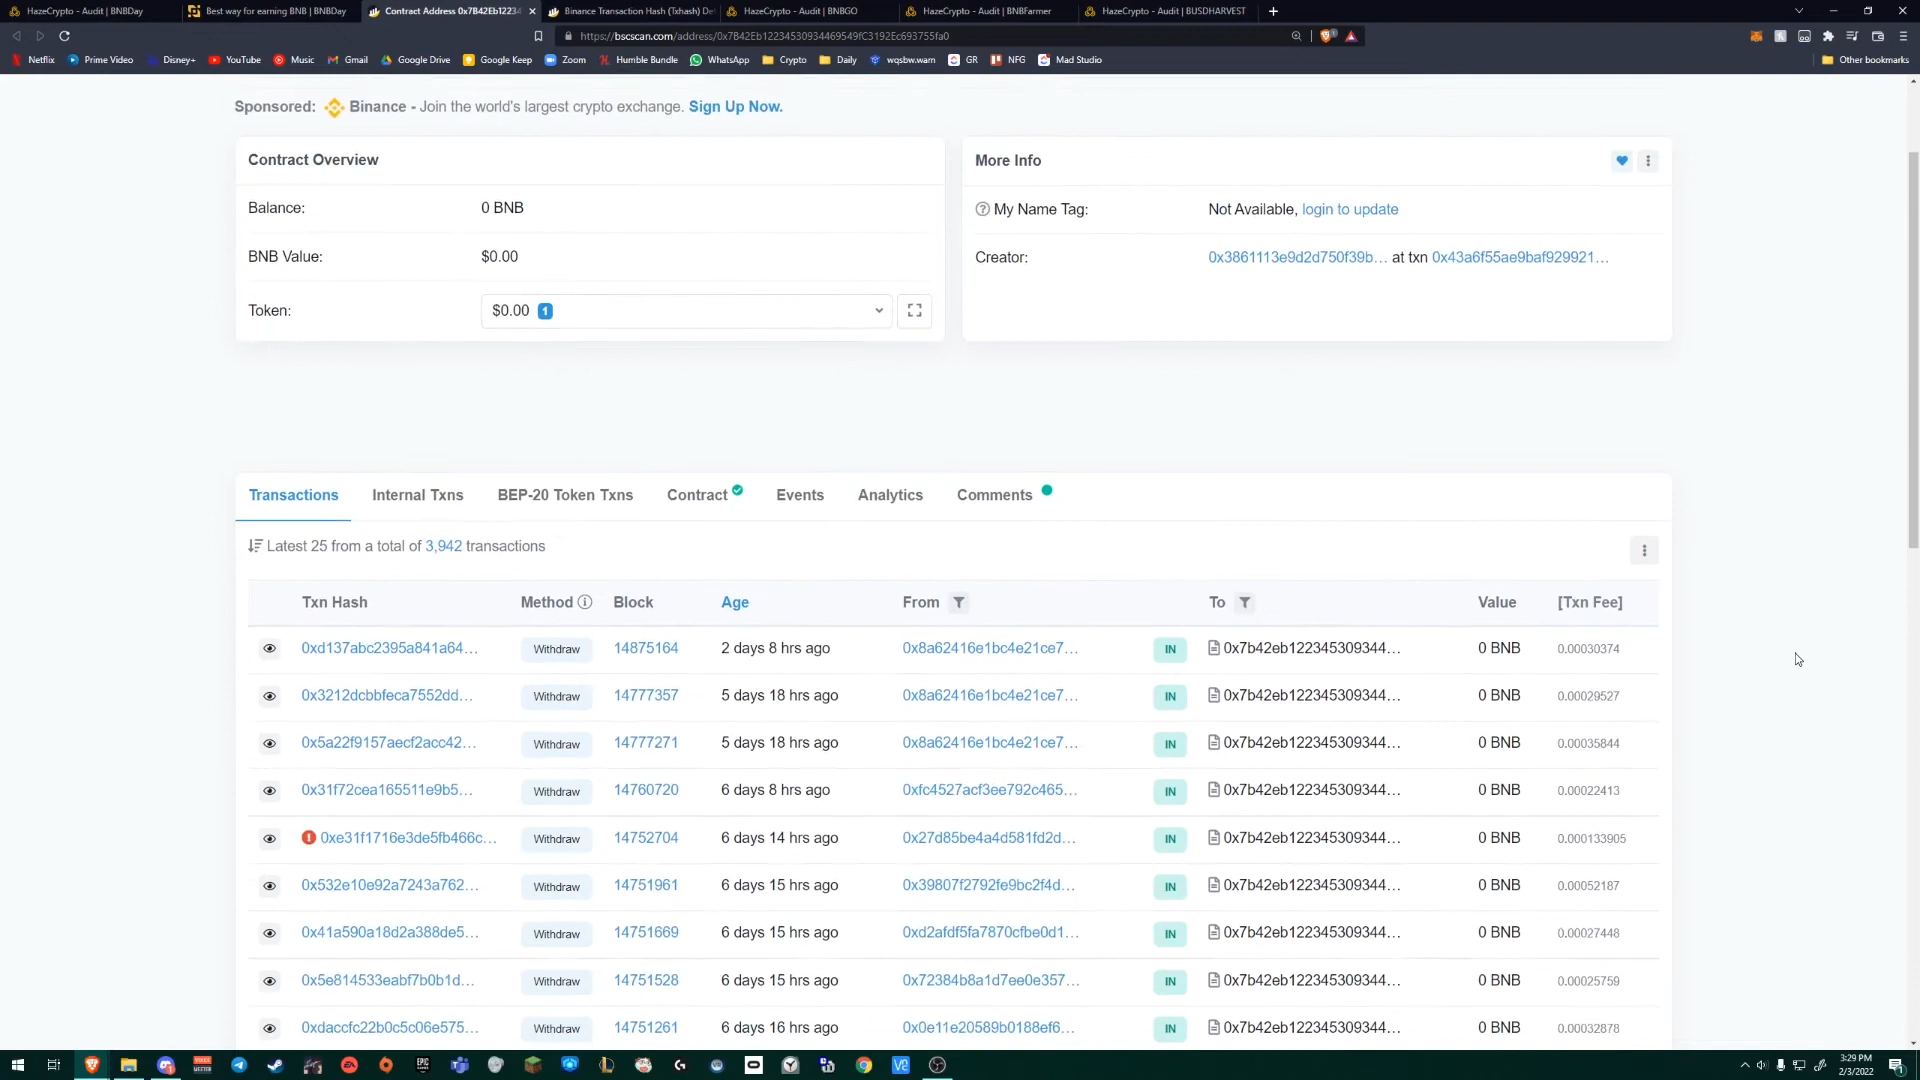 HazeCrypto - Audit | BNBDay
Best way for earning BNB | BNBDay
Contract Address 0x7B42Eb12234
Binance Transaction Hash (Txhash) De
HazeCrypto - Audit | BNBGO
HazeCrypto - Audit | BNBFarmer
HazeCrypto - Audit | BUSDHARVEST
https://bscscan.com/address/0x7B42Eb12234530934469549fC3192Ec693755fa0
Netflix Prime Video Disney+ YouTube Music Gmail Google Drive Google Keep Zoom Humble Bundle WhatsApp Crypto Daily wqsbw.wam GR NFG Mad Studio Other bookmarks
Sponsored: Binance - Join the world's largest crypto exchange. Sign Up Now.
Contract Overview
Balance: 0 BNB
BNB Value: $0.00
Token: $0.00 1
More Info
My Name Tag: Not Available, login to update
Creator: 0x3861113e9d2d750f39b... at txn 0x43a6f55ae9baf929921...
Transactions Internal Txns BEP-20 Token Txns Contract Events Analytics Comments
Latest 25 from a total of 3,942 transactions
Txn Hash Method Block Age From To Value [Txn Fee]
0xd137abc2395a841a64... Withdraw 14875164 2 days 8 hrs ago 0x8a62416e1bc4e21ce7... IN 0x7b42eb122345309344... 0 BNB 0.00030374
0x3212dcbbfeca7552dd... Withdraw 14777357 5 days 18 hrs ago 0x8a62416e1bc4e21ce7... IN 0x7b42eb122345309344... 0 BNB 0.00029527
0x5a22f9157aecf2acc42... Withdraw 14777271 5 days 18 hrs ago 0x8a62416e1bc4e21ce7... IN 0x7b42eb122345309344... 0 BNB 0.00035844
0x31f72cea165511e9b5... Withdraw 14760720 6 days 8 hrs ago 0xfc4527acf3ee792c465... IN 0x7b42eb122345309344... 0 BNB 0.00022413
0xe31f1716e3de5fb466c... Withdraw 14752704 6 days 14 hrs ago 0x27d85be4a4d581fd2d... IN 0x7b42eb122345309344... 0 BNB 0.000133905
0x532e10e92a7243a762... Withdraw 14751961 6 days 15 hrs ago 0x39807f2792fe9bc2f4d... IN 0x7b42eb122345309344... 0 BNB 0.00052187
0x41a590a18d2a388de5... Withdraw 14751669 6 days 15 hrs ago 0xd2afdf5fa7870cfbe0d1... IN 0x7b42eb122345309344... 0 BNB 0.00027448
0x5e814533eabf7b0b1d... Withdraw 14751528 6 days 15 hrs ago 0x72384b8a1d7ee0e357... IN 0x7b42eb122345309344... 0 BNB 0.00025759
0xdaccfc22b0c5c06e575... Withdraw 14751261 6 days 16 hrs ago 0x0e11e20589b0188ef6... IN 0x7b42eb122345309344... 0 BNB 0.00032878
3:29 PM
2/3/2022